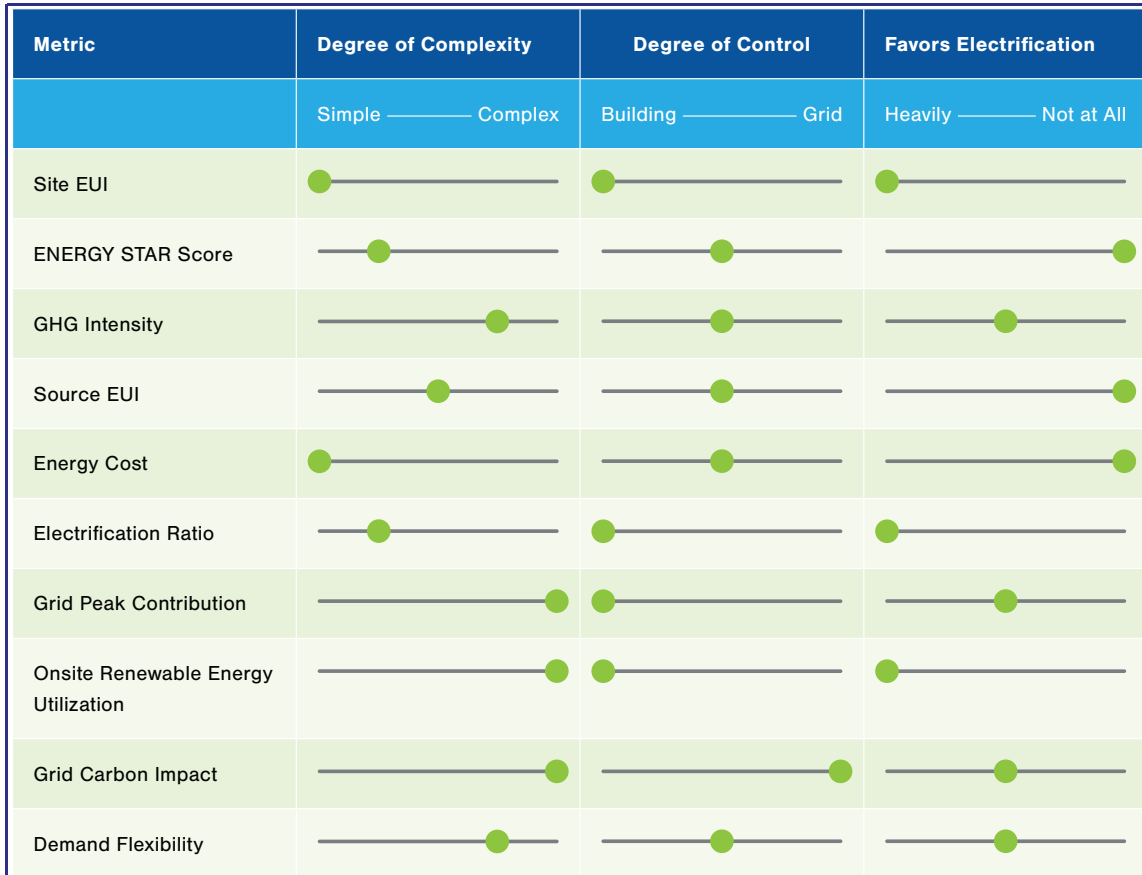 Metric Degree of Complexity Degree of Control Favors Electrification
Simple Complex Building Grid Heavily Not at All
Site EUI
ENERGY STAR Score
GHG Intensity
Source EUI
Energy Cost
Electrification Ratio
Grid Peak Contribution
Onsite Renewable Energy
Utilization
Grid Carbon Impact
Demand Flexibility